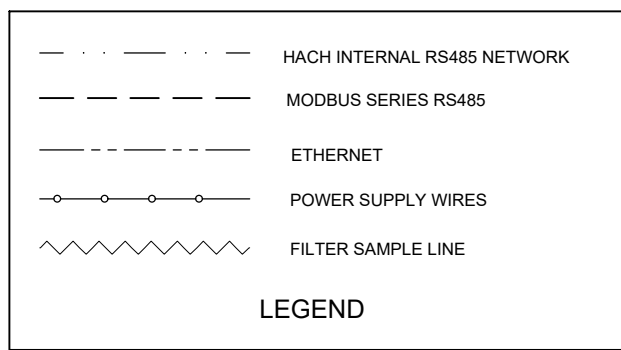 HACH INTERNAL RS485 NETWORK
MODBUS SERIES RS485
ETHERNET
POWER SUPPLY WIRES
FILTER SAMPLE LINE
LEGEND